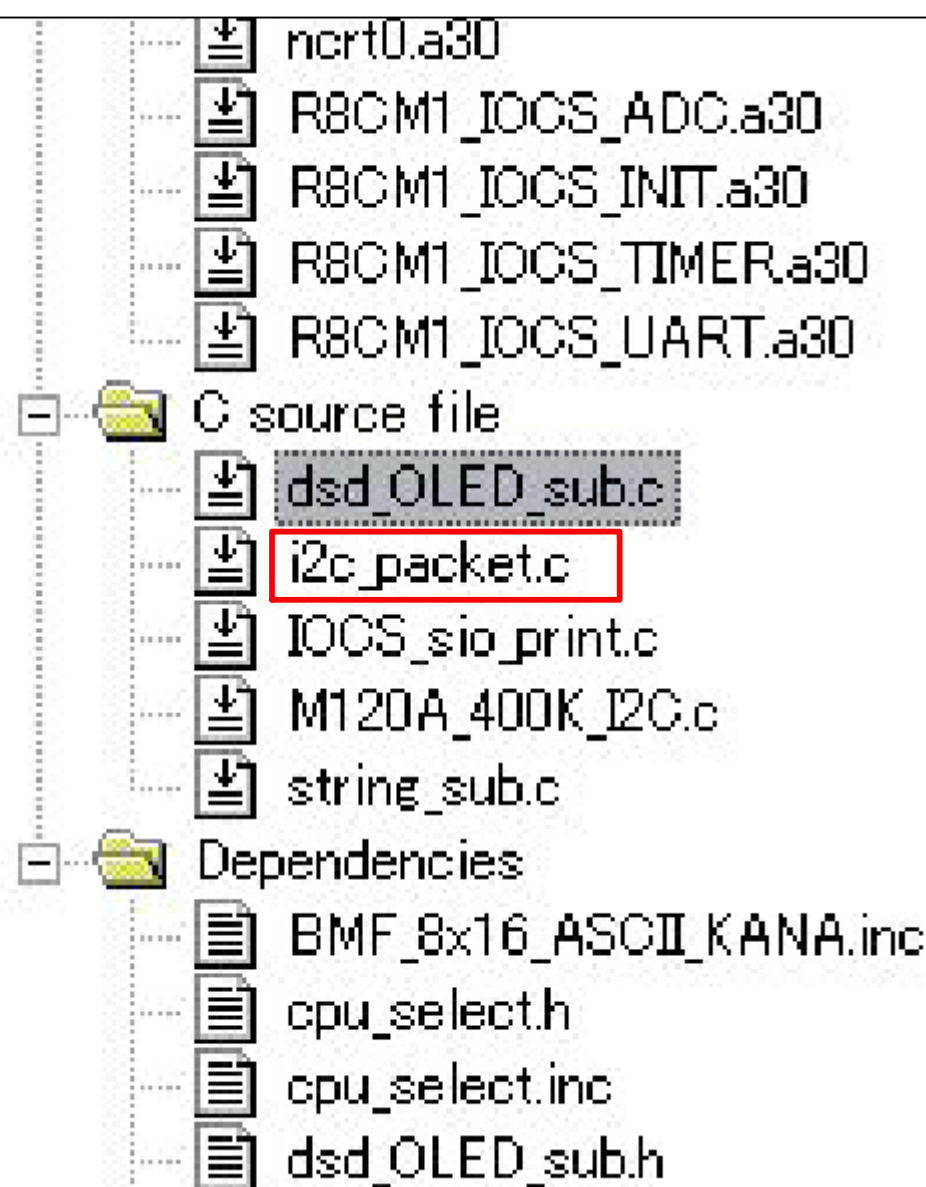 ncrt0.a30
R8CM1_IOCS_ADC.a30
R8CM1_IOCS_INIT.a30
R8CM1_IOCS_TIMER.a30
R8CM1_IOCS_UART.a30
C source file
dsd_OLED_sub.c
i2c_packet.c
IOCS_sio_print.c
M120A_400K_I2C.c
string_sub.c
Dependencies
BMF_8x16_ASCII_KANA.inc
cpu_select.h
cpu_select.inc
dsd_OLED_sub.h